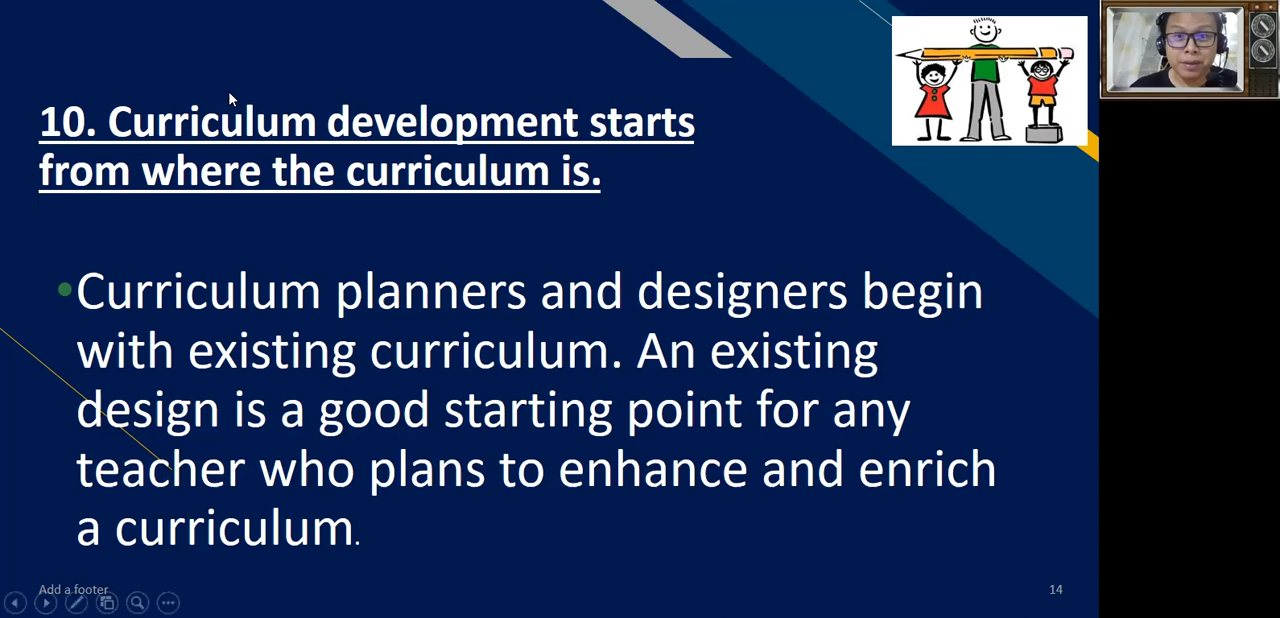 10. Curriculum development starts
from where the curriculum is.
•Curriculum planners and designers begin
with existing curriculum. An existing
design is a good starting point for any
teacher who plans to enhance and enrich
a curriculum.
Add a footer
14